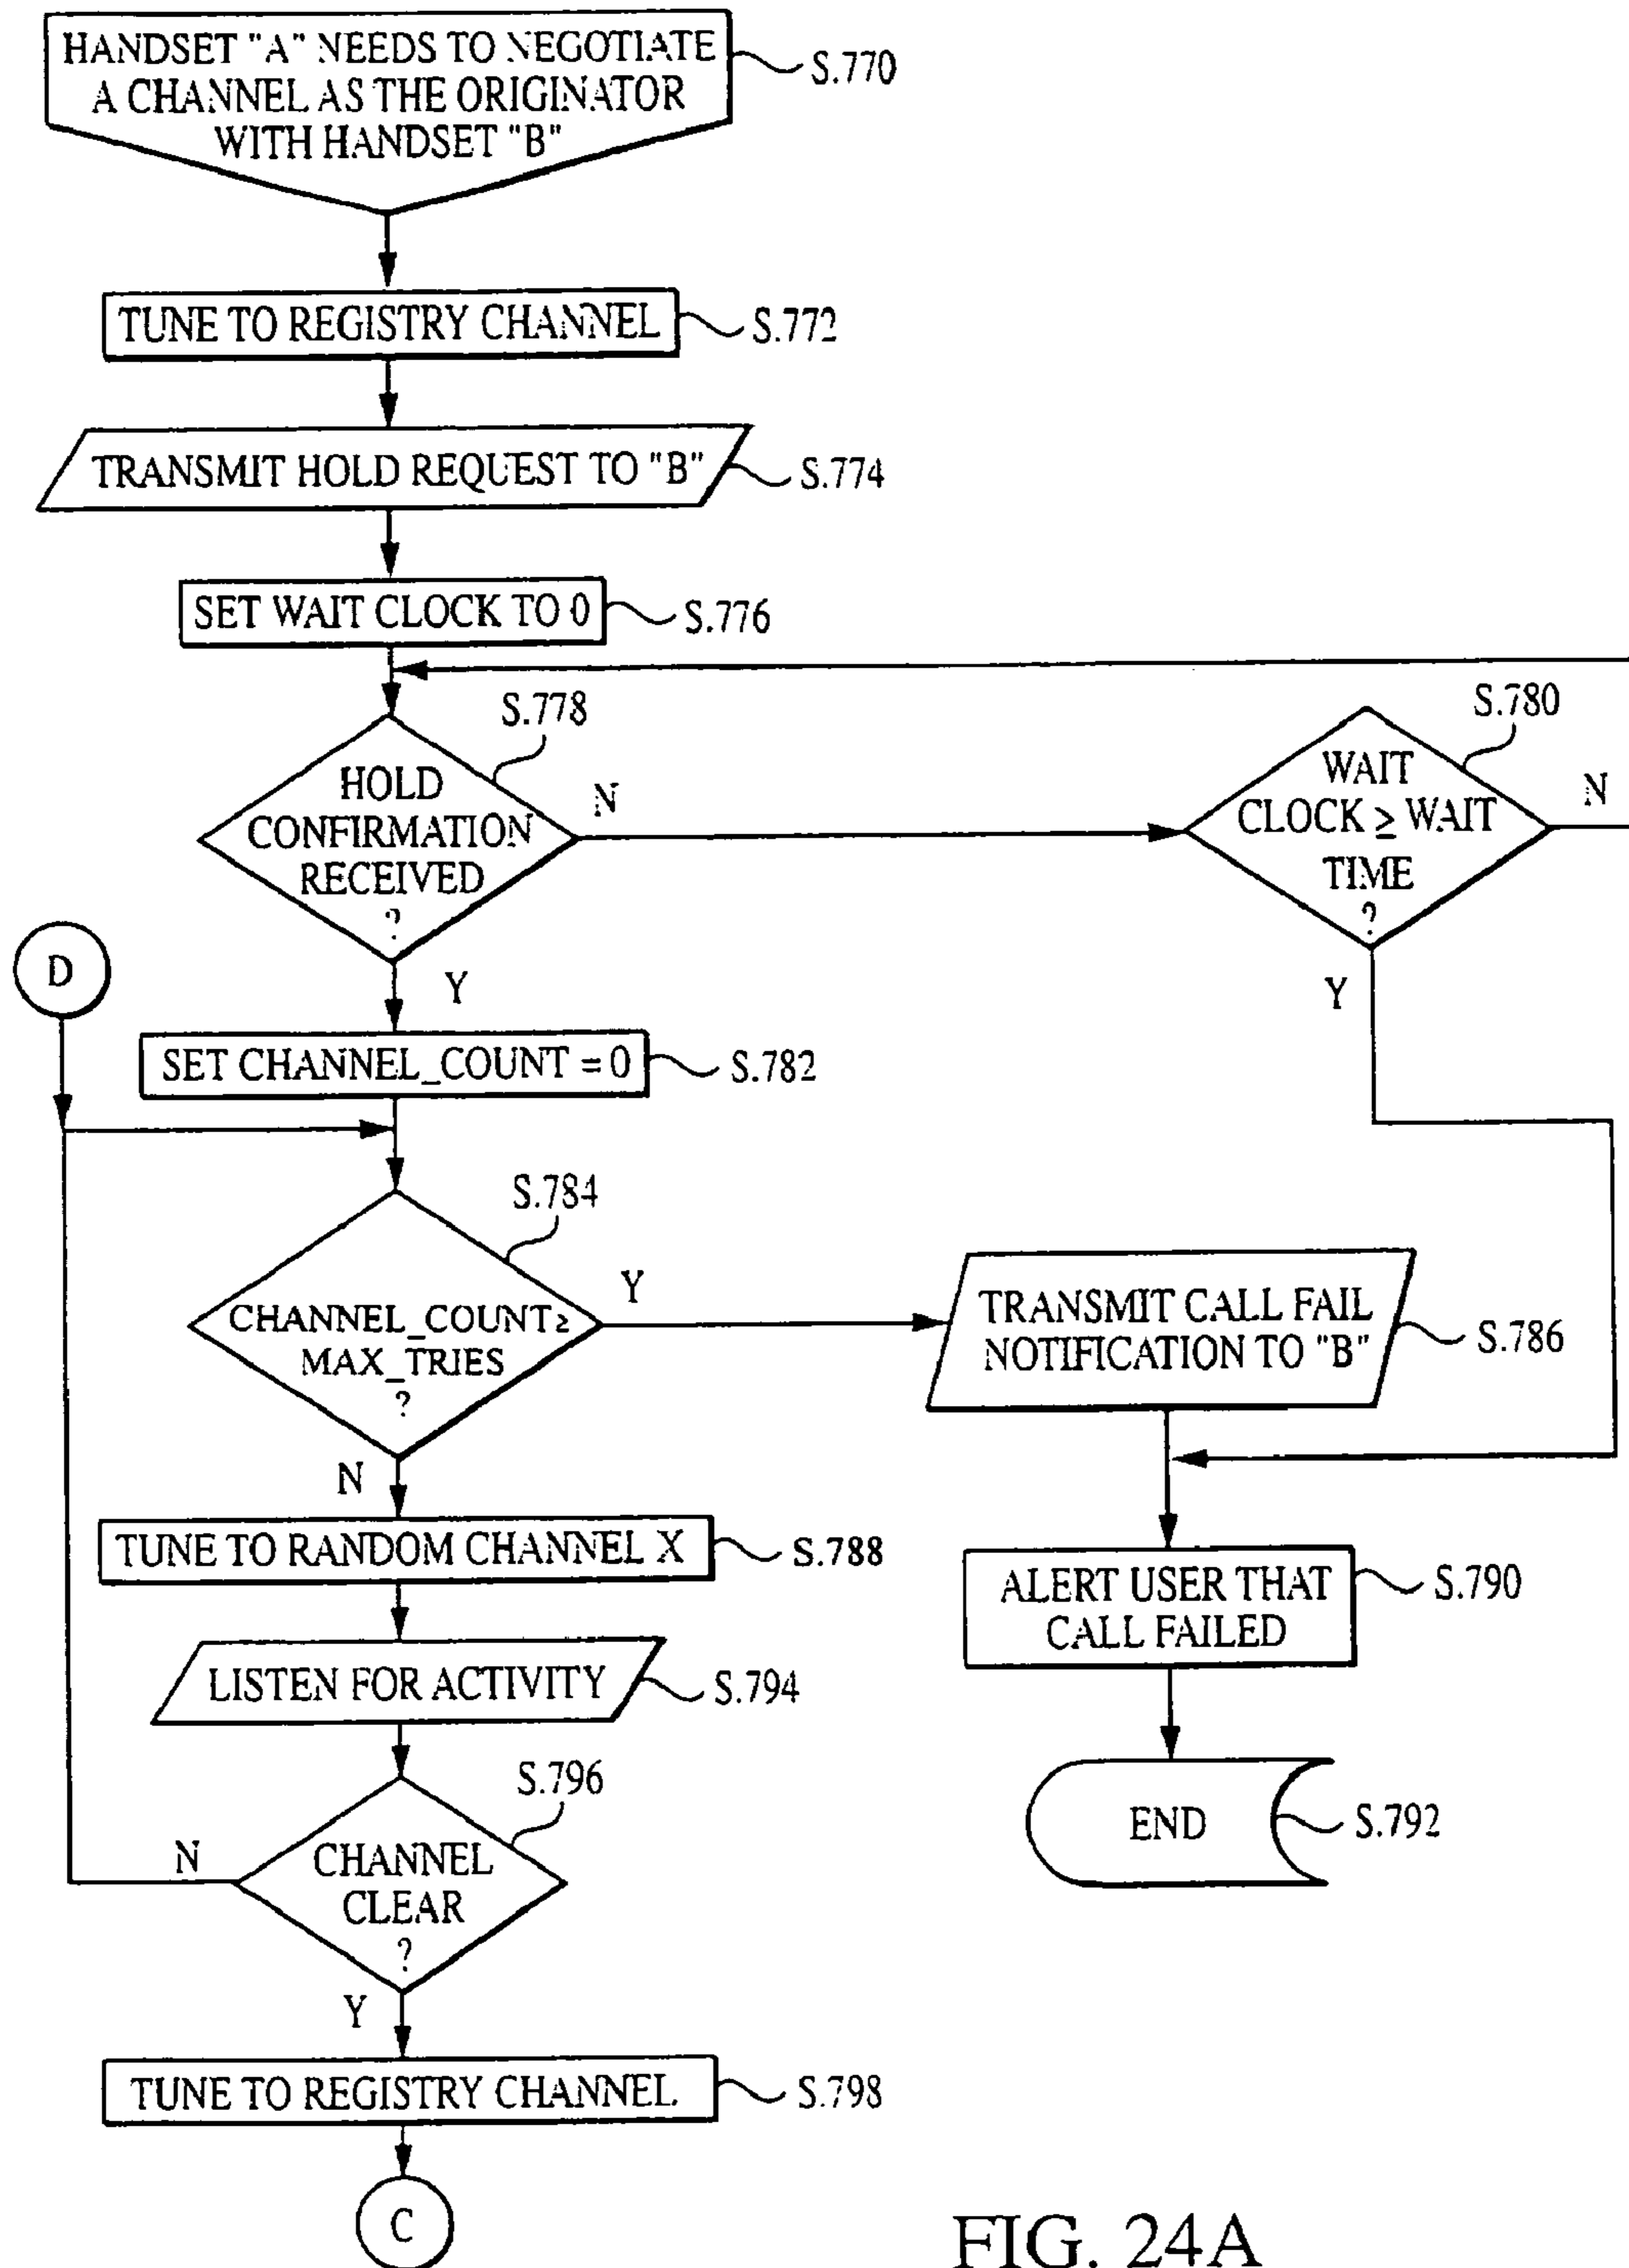 HANDSET "A" NEEDS TO NEGOTIATE
A CHANNEL AS THE ORIGINATOR
WITH HANDSET "B"
S.770
TUNE TO REGISTRY CHANNEL
S.772
TRANSMIT HOLD REQUEST TO "B"
S.774
SET WAIT CLOCK TO 0
S.776
S.778
HOLD
CONFIRMATION
RECEIVED
?
N
Y
S.780
WAIT
CLOCK ≥ WAIT
TIME
?
N
Y
D
SET CHANNEL_COUNT = 0
S.782
S.784
CHANNEL_COUNT≥
MAX_TRIES
?
Y
N
TRANSMIT CALL FAIL
NOTIFICATION TO "B"
S.786
TUNE TO RANDOM CHANNEL X
S.788
ALERT USER THAT
CALL FAILED
S.790
LISTEN FOR ACTIVITY
S.794
S.796
CHANNEL
CLEAR
?
N
Y
END
S.792
TUNE TO REGISTRY CHANNEL.
S.798
C
FIG. 24A